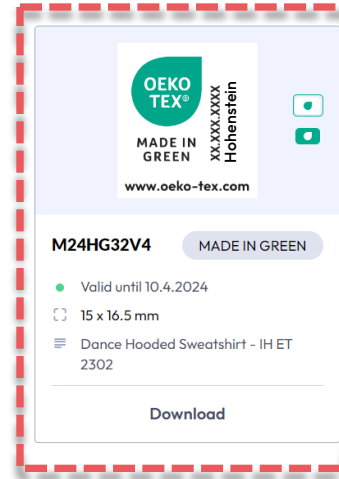 OEKO
TEX®
MADE IN
GREEN
XX.XXX.XXXX
Hohenstein
www.oeko-tex.com
M24HG32V4 MADE IN GREEN
Valid until 10.4.2024
15 x 16.5 mm
Dance Hooded Sweatshirt - IH ET
2302
Download